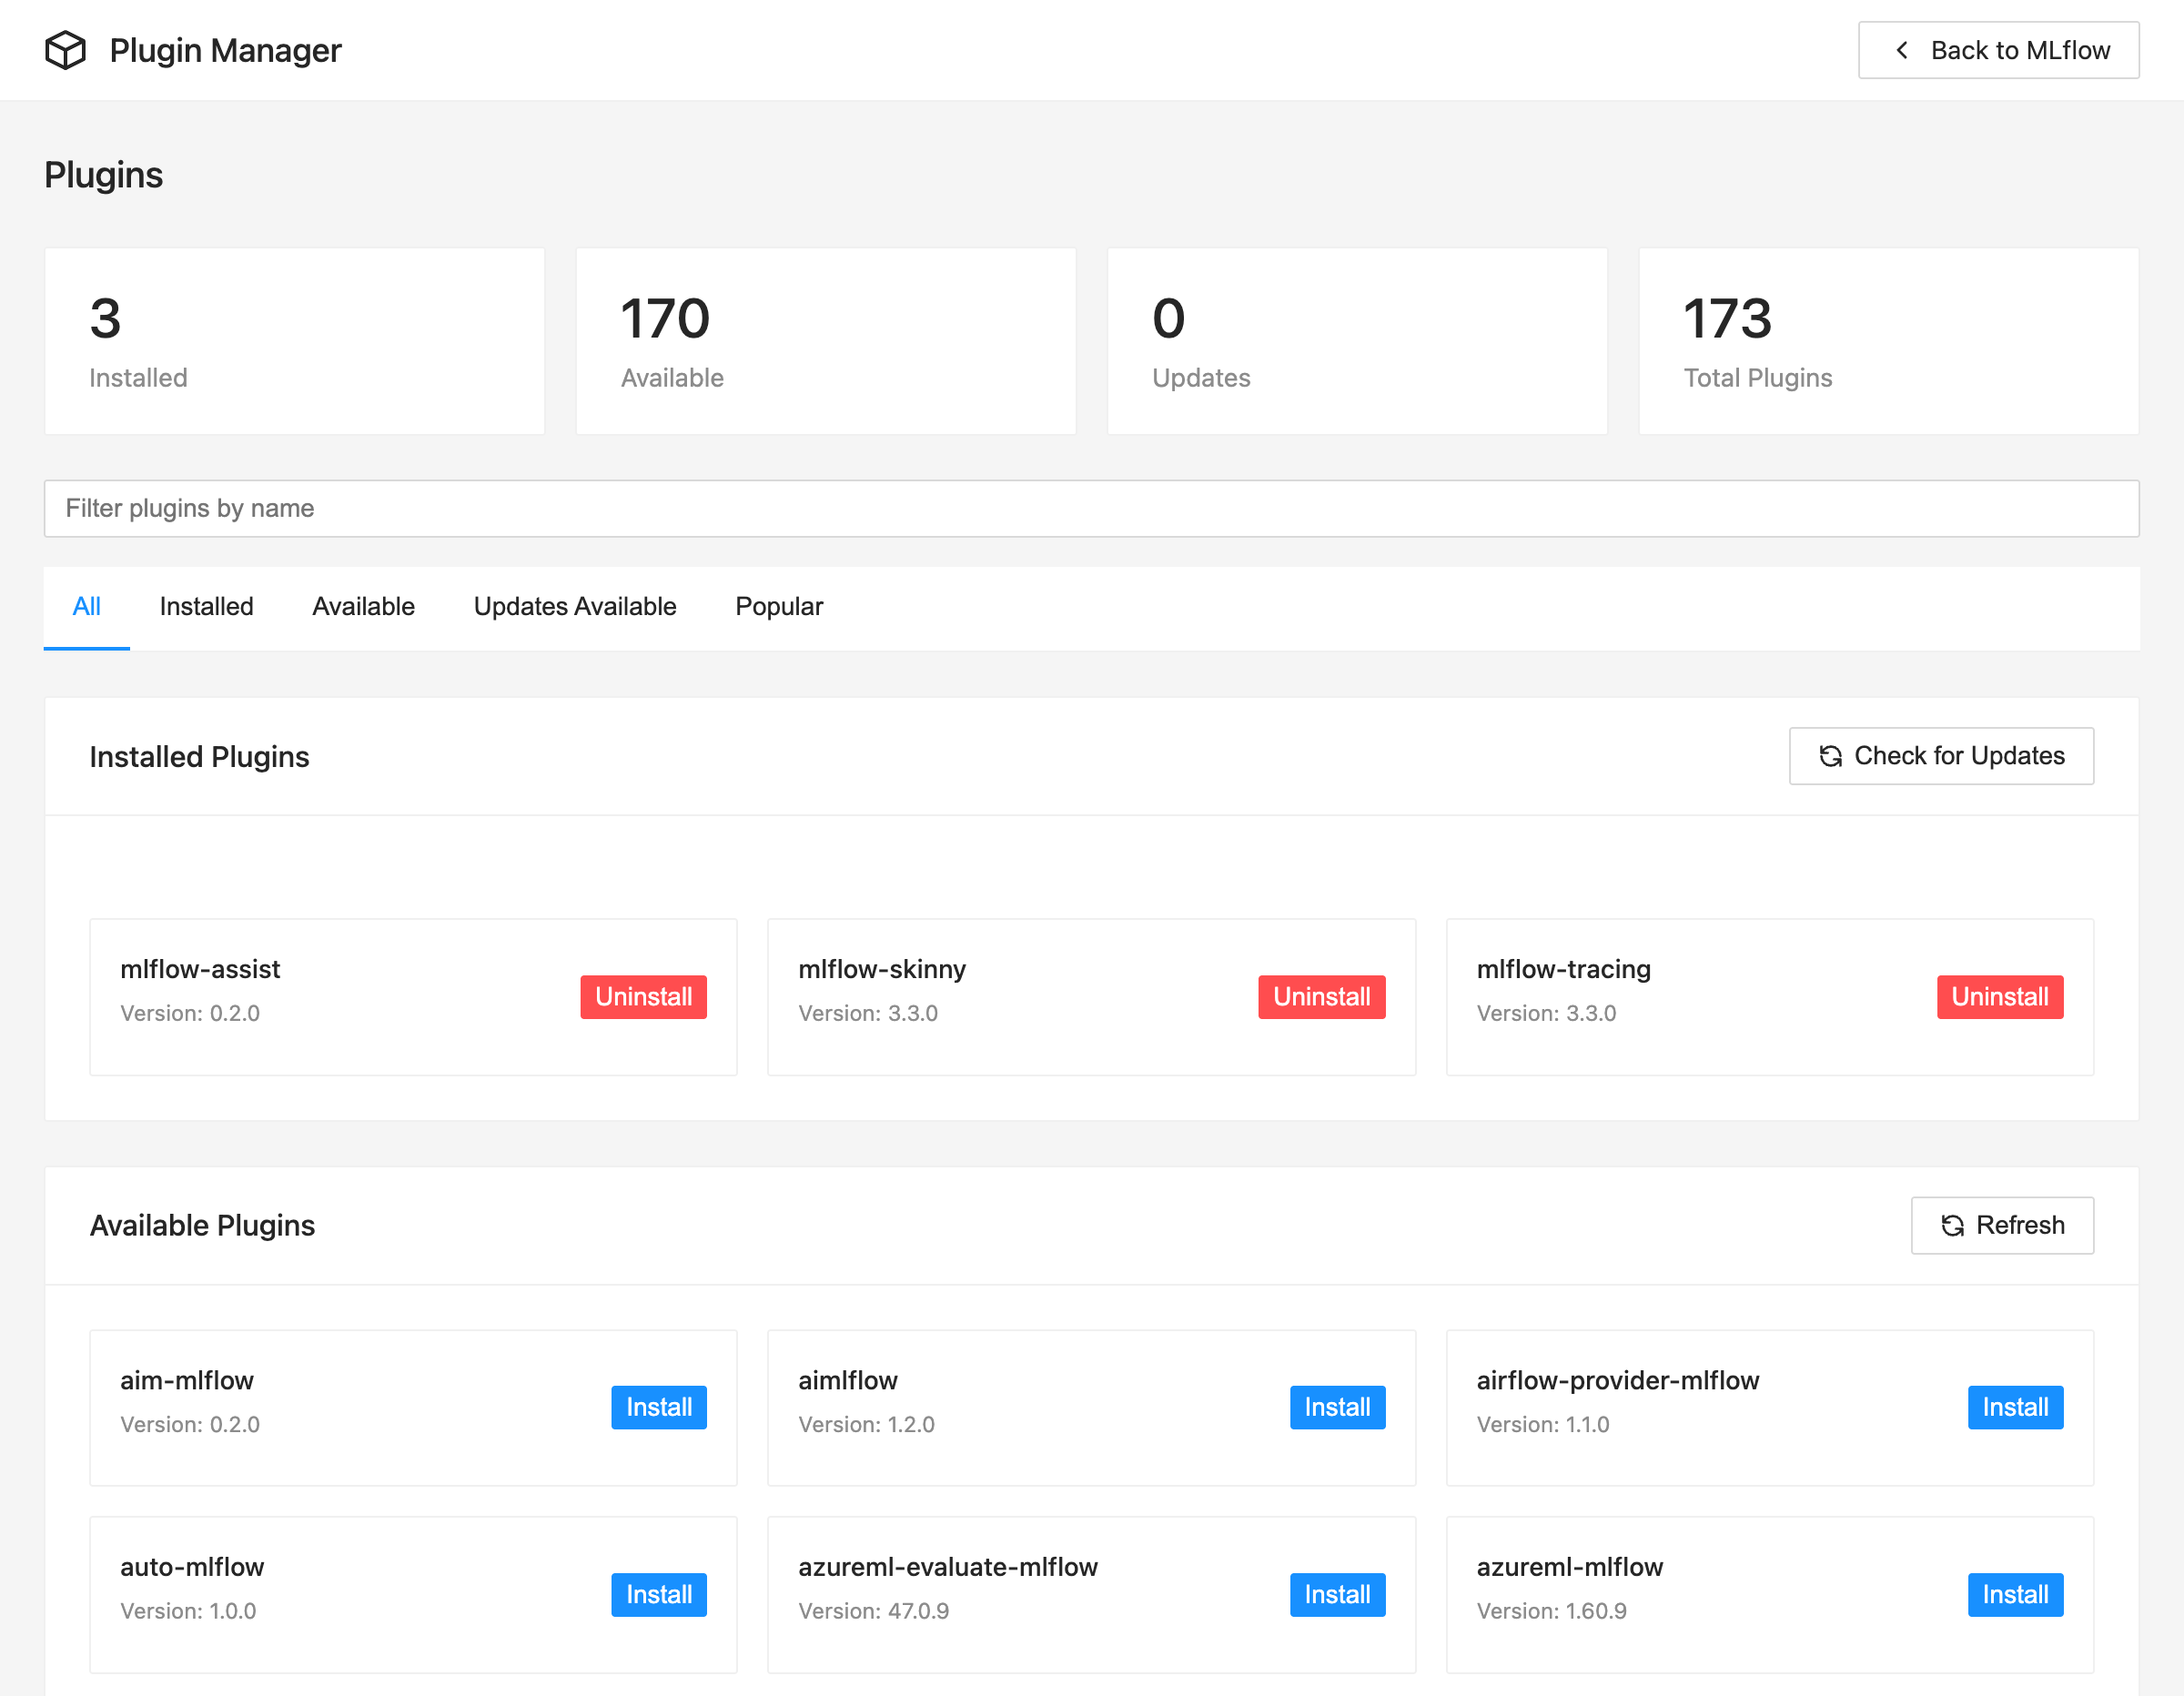 Plugin Manager
Back to MLflow
Plugins
3
Installed
170
Available
0
Updates
173
Total Plugins
Filter plugins by name
All Installed Available Updates Available Popular
Installed Plugins
Check for Updates
mlflow-assist
Version: 0.2.0
Uninstall
mlflow-skinny
Version: 3.3.0
Uninstall
mlflow-tracing
Version: 3.3.0
Uninstall
Available Plugins
Refresh
aim-mlflow
Version: 0.2.0
Install
aimlflow
Version: 1.2.0
Install
airflow-provider-mlflow
Version: 1.1.0
Install
auto-mlflow
Version: 1.0.0
Install
azureml-evaluate-mlflow
Version: 47.0.9
Install
azureml-mlflow
Version: 1.60.9
Install